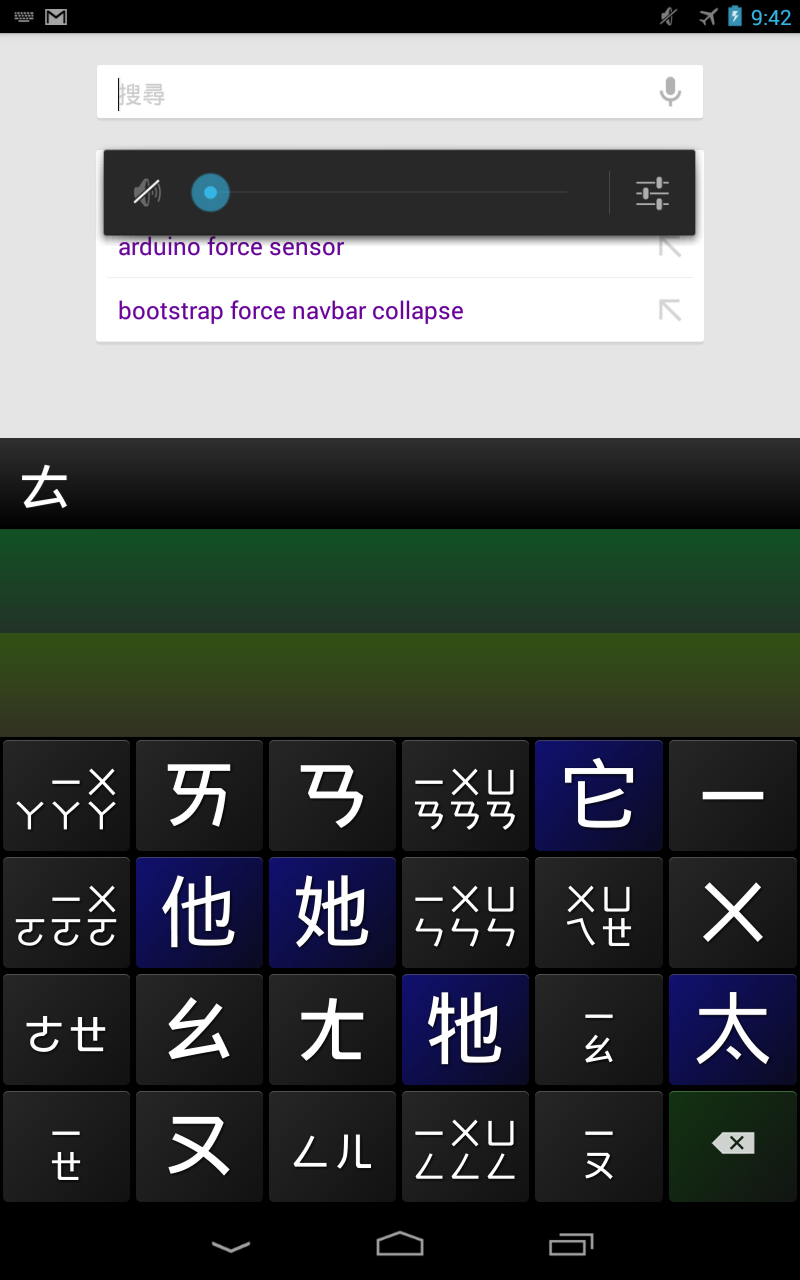 9:42
搜尋
arduino force sensor
bootstrap force navbar collapse
ㄊ
ㄧㄨ
ㄚㄚㄚ
ㄞ
ㄢ
ㄧㄨㄩ
ㄢㄢㄢ
它
ㄧ
ㄧㄨ
ㄛㄛㄛ
他
她
ㄧㄨㄩ
ㄣㄣㄣ
ㄨㄩ
ㄟㄝ
ㄨ
ㄜㄝ
ㄠ
ㄤ
牠
ㄧ
ㄠ
太
ㄧ
ㄝ
ㄡ
ㄥㄦ
ㄧㄨㄩ
ㄥㄥㄥ
ㄧ
ㄡ